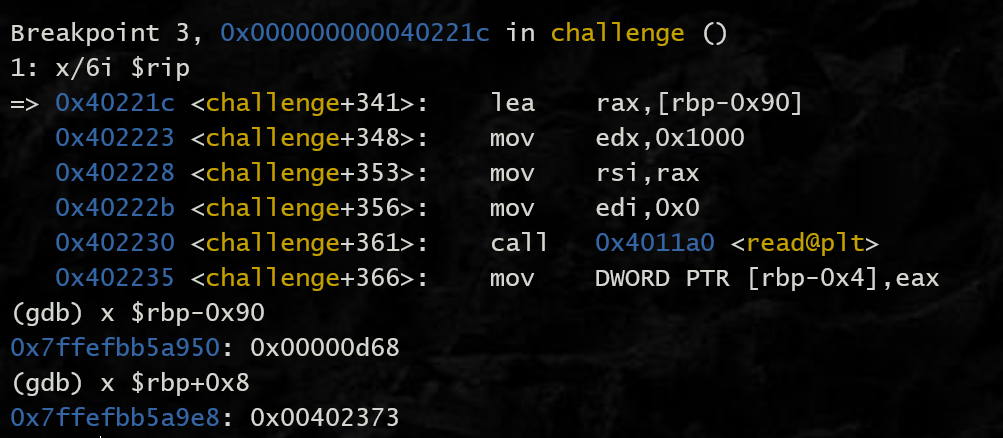 Breakpoint 3, 0x000000000040221c in challenge ()
1: x/6i $rip
=> 0x40221c <challenge+341>:    lea    rax,[rbp-0x90]
   0x402223 <challenge+348>:    mov    edx,0x1000
   0x402228 <challenge+353>:    mov    rsi,rax
   0x40222b <challenge+356>:    mov    edi,0x0
   0x402230 <challenge+361>:    call   0x4011a0 <read@plt>
   0x402235 <challenge+366>:    mov    DWORD PTR [rbp-0x4],eax
(gdb) x $rbp-0x90
0x7ffefbb5a950: 0x00000d68
(gdb) x $rbp+0x8
0x7ffefbb5a9e8: 0x00402373